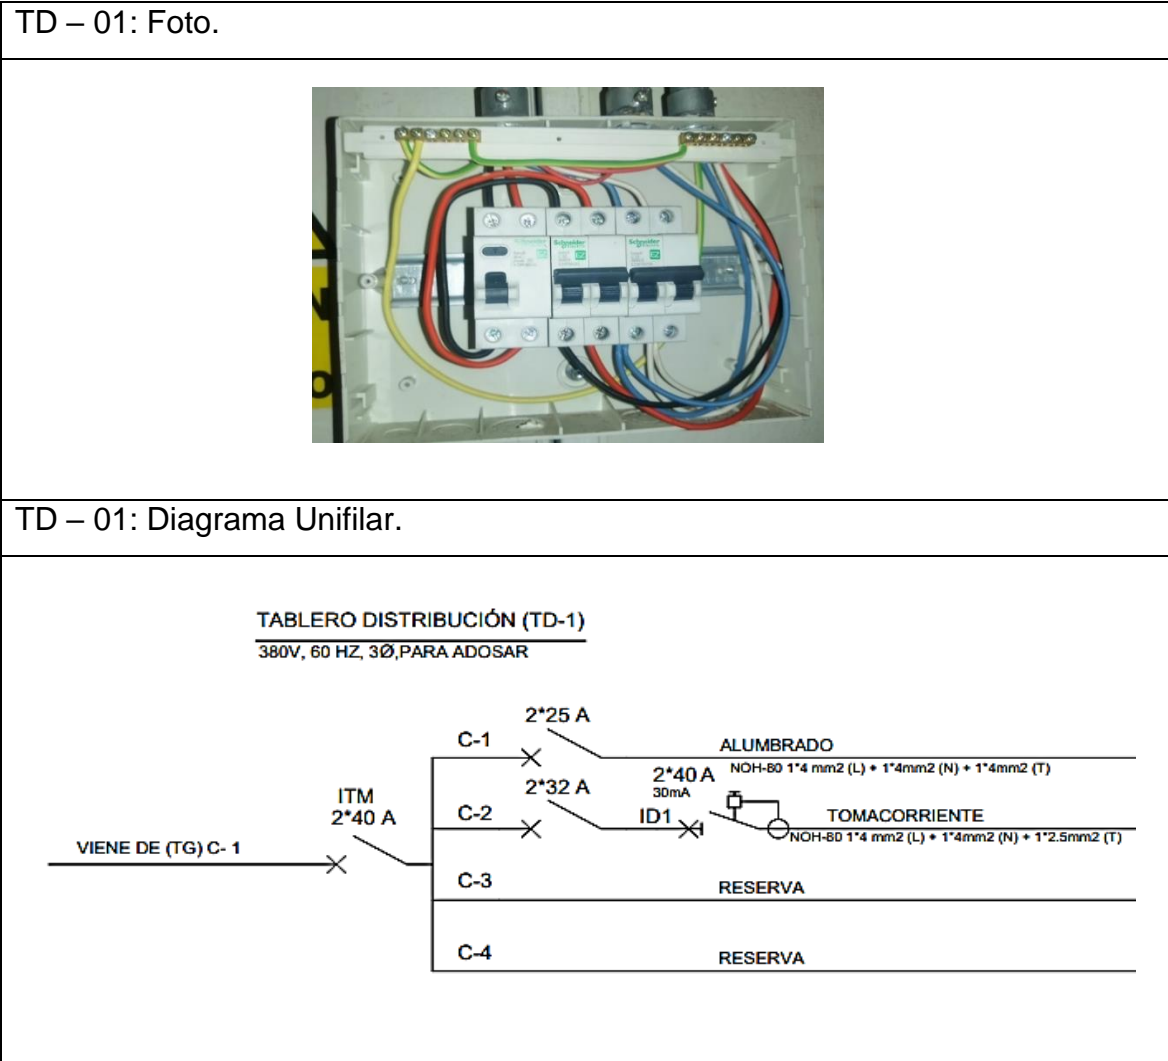 TD – 01: Foto.
Schneider
Schneider
TD – 01: Diagrama Unifilar.
TABLERO DISTRIBUCIÓN (TD-1)
380V, 60 HZ, 3Ø,PARA ADOSAR
2*25 A
C-1
ALUMBRADO
NOH-80 1*4 mm2 (L) + 1*4mm2 (N) + 1*4mm2 (T)
2*40 A
30mA
2*32 A
ITM
2*40 A
C-2
ID1
TOMACORRIENTE
NOH-80 1*4 mm2 (L) + 1*4mm2 (N) + 1*2.5mm2 (T)
VIENE DE (TG) C- 1
C-3
RESERVA
C-4
RESERVA